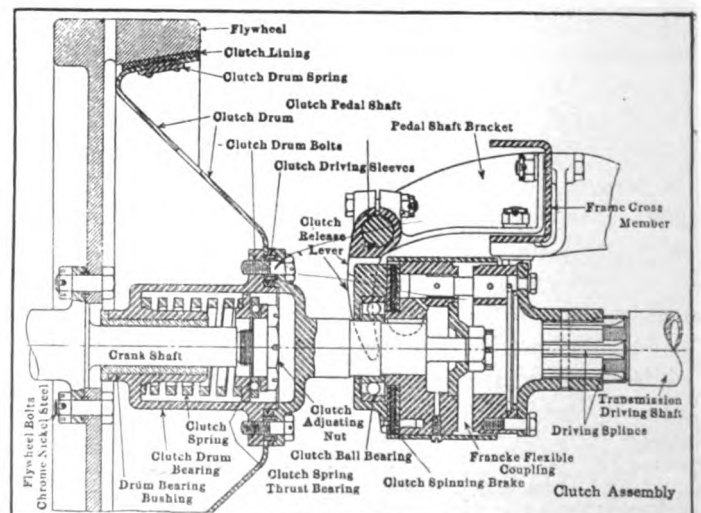 Flywheel
Clutch Lining
Clutch Drum Spring
Clutch Pedal Shaft
Clutch Drum
Pedal Shaft Bracket
Clutch Drum Bolts
Clutch Driving Sleeves
Clutch
Release
Lever
Frame Cross
Member
Crank Shaft
Flywheel Bolts
Chrome Nickel Steel
Clutch
Spring
Clutch Drum
Bearing
Drum Bearing
Bushing
Clutch
Adjusting
Nut
Clutch Ball Bearing
Clutch Spring
Thrust Bearing
Clutch Spinning Brake
Francke Flexible
Coupling
Transmission
Driving Shaft
Driving Splines
Clutch Assembly